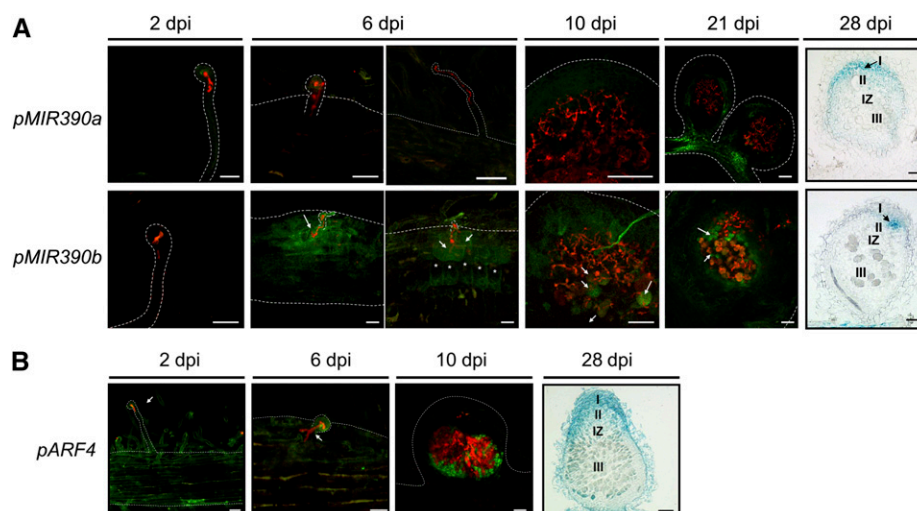 A
2 dpi 6 dpi 10 dpi 21 dpi 28 dpi
pMIR390a
I
II
IZ
III
pMIR390b
* * * * *
I
II
IZ
III
B
2 dpi 6 dpi 10 dpi 28 dpi
pARF4
I
II
IZ
III